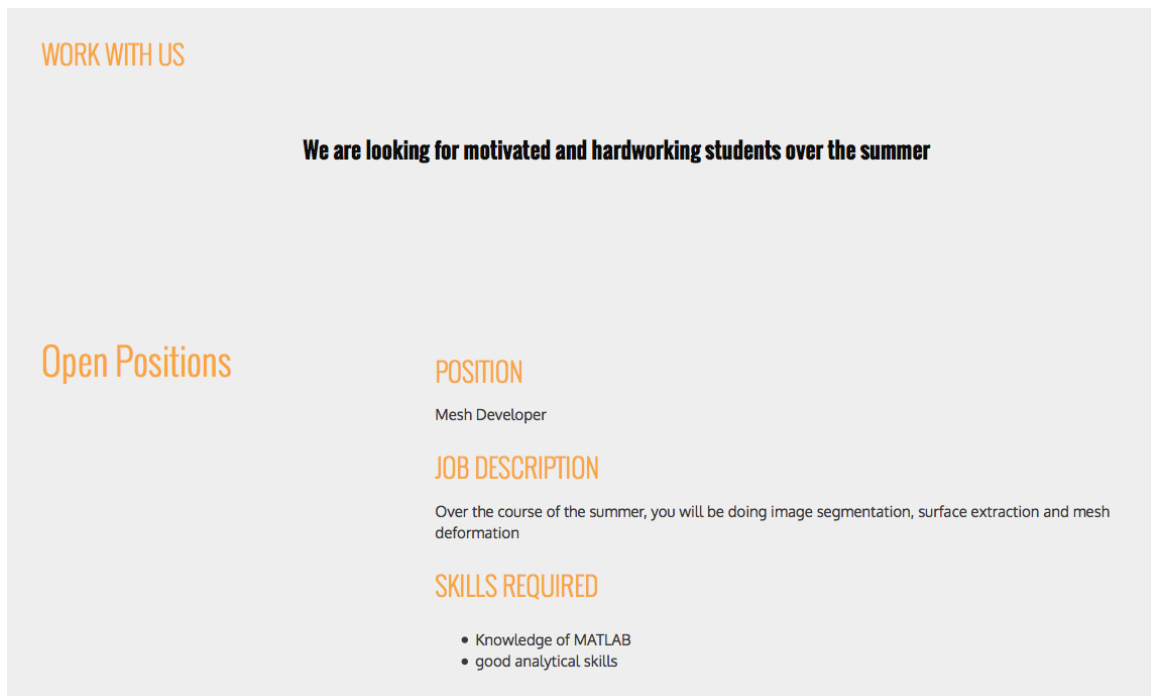 WORK WITH US
We are looking for motivated and hardworking students over the summer
Open Positions
POSITION
Mesh Developer
JOB DESCRIPTION
Over the course of the summer, you will be doing image segmentation, surface extraction and mesh
deformation
SKILLS REQUIRED
• Knowledge of MATLAB
• good analytical skills